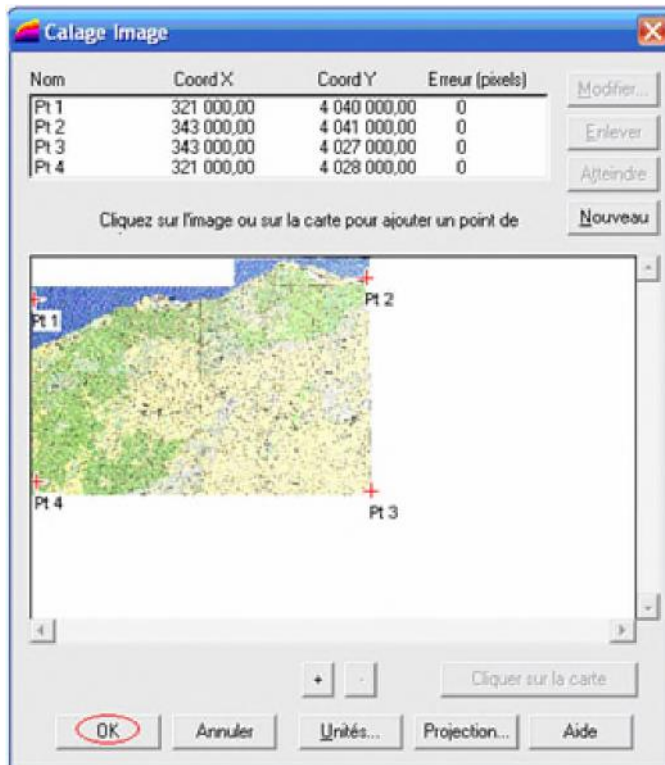 Calage Image
Nom Coord X Coord Y Erreur (pixels)
Pt 1 321 000,00 4 040 000,00 0
Pt 2 343 000,00 4 041 000,00 0
Pt 3 343 000,00 4 027 000,00 0
Pt 4 321 000,00 4 028 000,00 0
Modifier...
Enlever
Atteindre
Nouveau
Cliquez sur l'image ou sur la carte pour ajouter un point de
Pt 2
Pt 1
Pt 4
Pt 3
+ -
Cliquer sur la carte
OK Annuler Unités... Projection... Aide